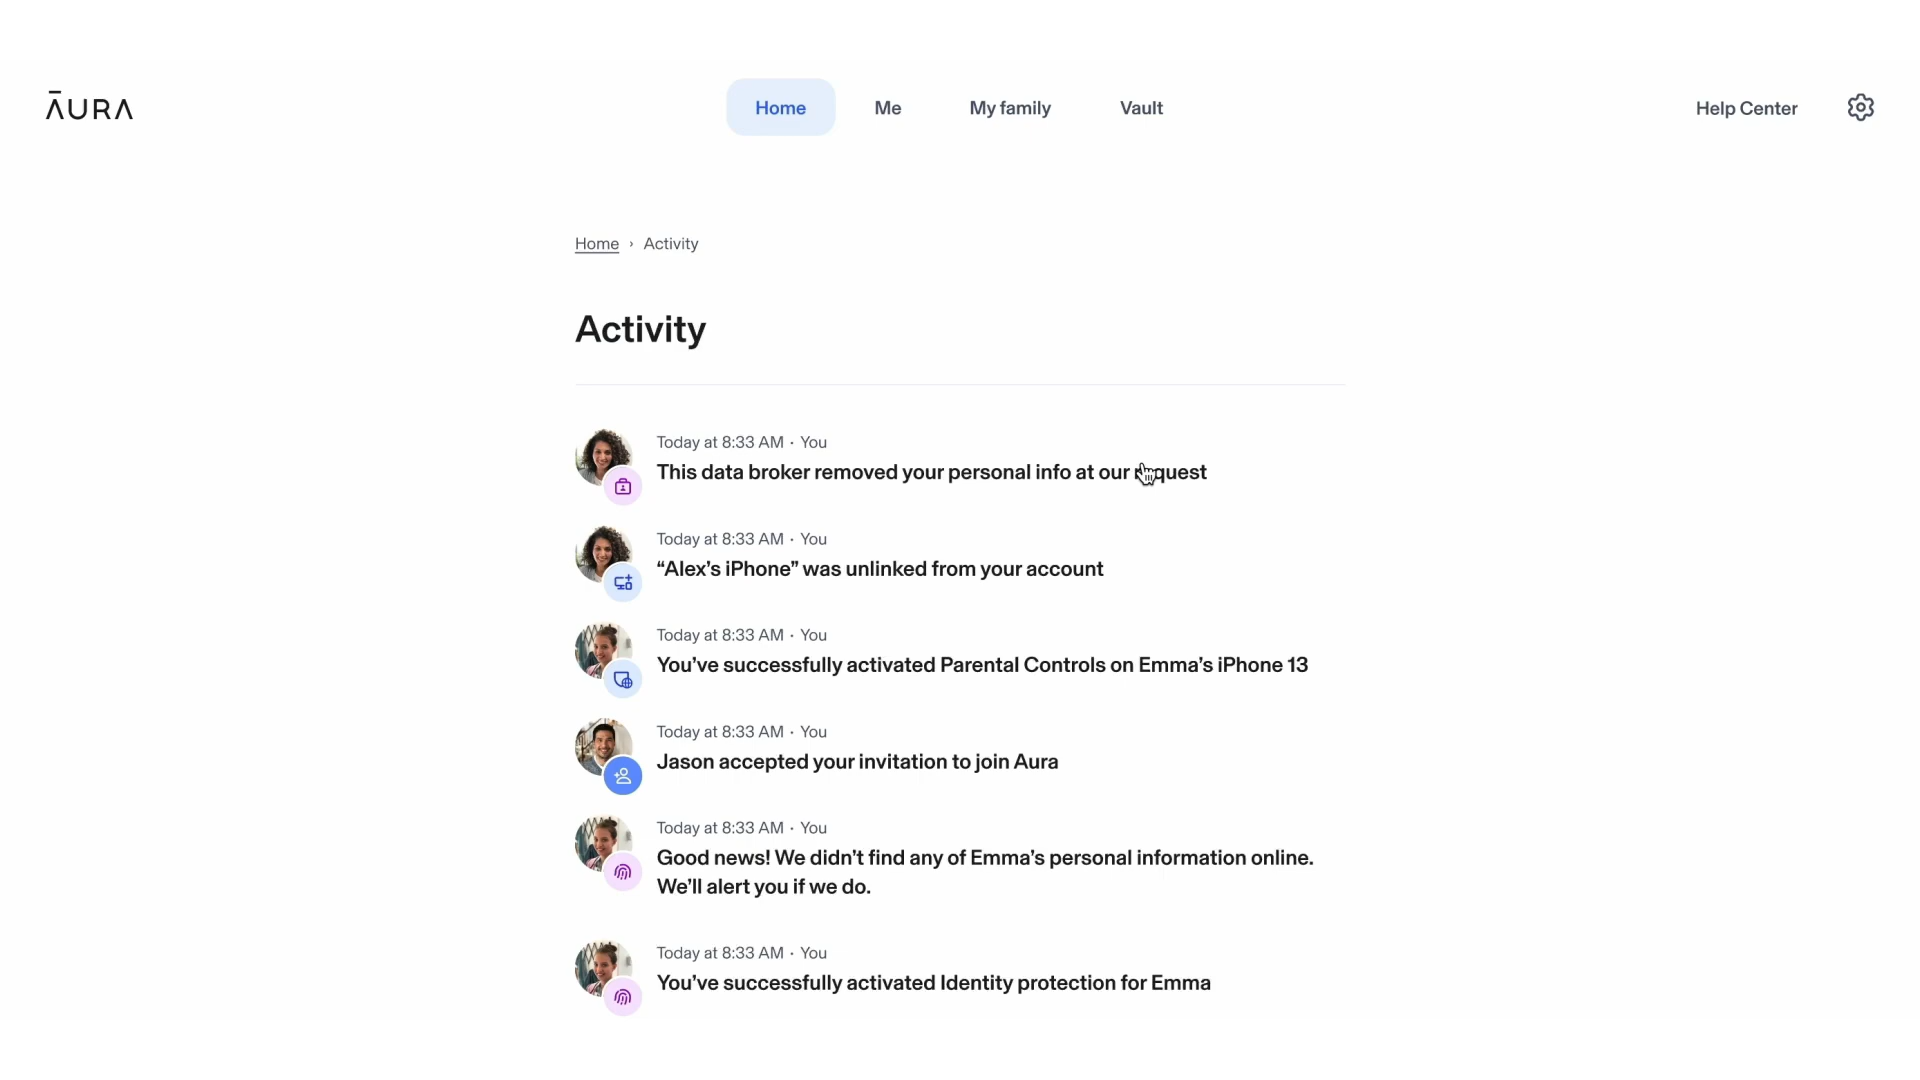 ĀURA
Home
Me
My family
Vault
Help Center
Home › Activity
Activity
Today at 8:33 AM · You
This data broker removed your personal info at our request
Today at 8:33 AM · You
“Alex’s iPhone” was unlinked from your account
Today at 8:33 AM · You
You’ve successfully activated Parental Controls on Emma’s iPhone 13
Today at 8:33 AM · You
Jason accepted your invitation to join Aura
Today at 8:33 AM · You
Good news! We didn’t find any of Emma’s personal information online.
We’ll alert you if we do.
Today at 8:33 AM · You
You’ve successfully activated Identity protection for Emma